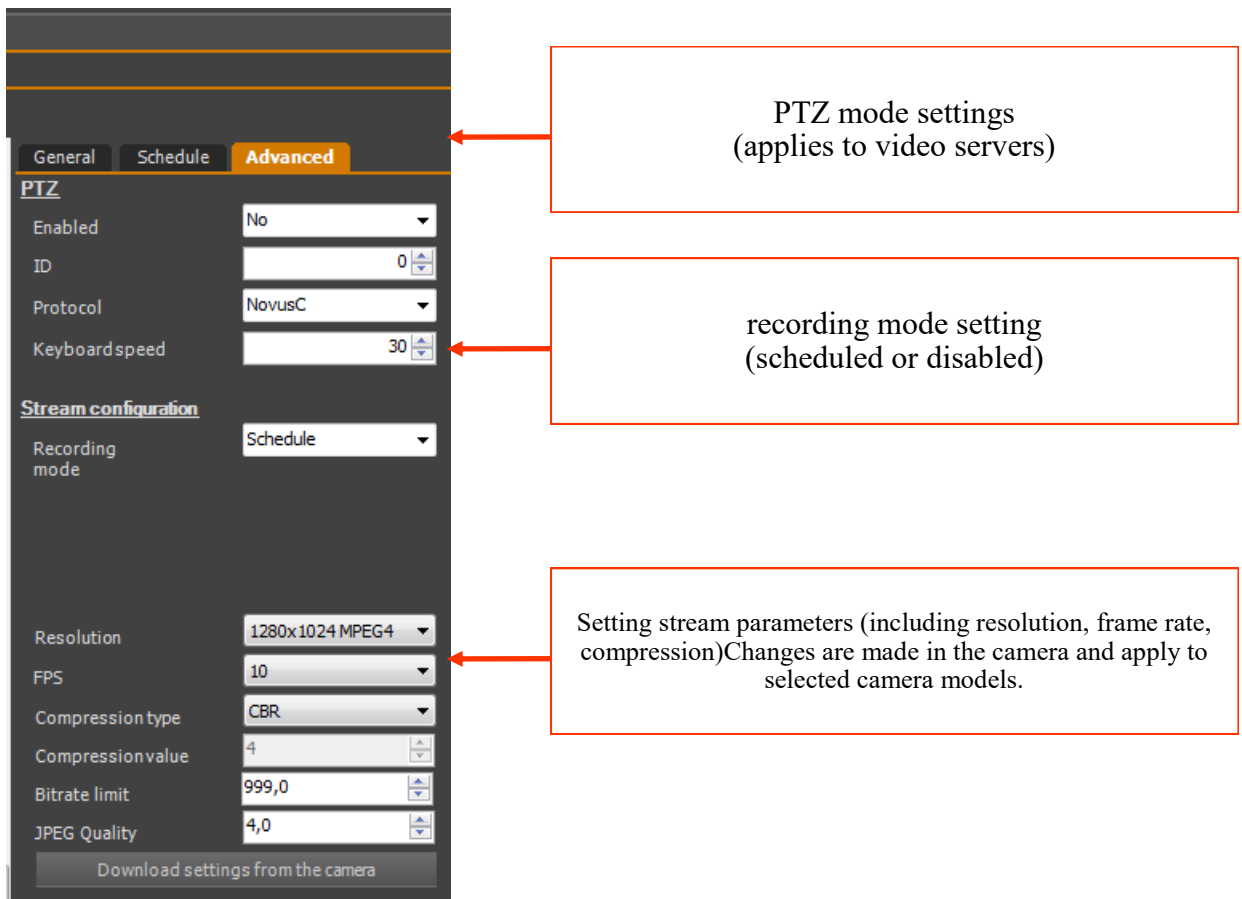 General Schedule Advanced
PTZ
Enabled No
ID 0
Protocol NovusC
Keyboard speed 30
Stream configuration
Recording Schedule
mode
Resolution 1280x1024 MPEG4
FPS 10
Compression type CBR
Compression value 4
Bitrate limit 999,0
JPEG Quality 4,0
Download settings from the camera
PTZ mode settings
(applies to video servers)
recording mode setting
(scheduled or disabled)
Setting stream parameters (including resolution, frame rate,
compression)Changes are made in the camera and apply to
selected camera models.